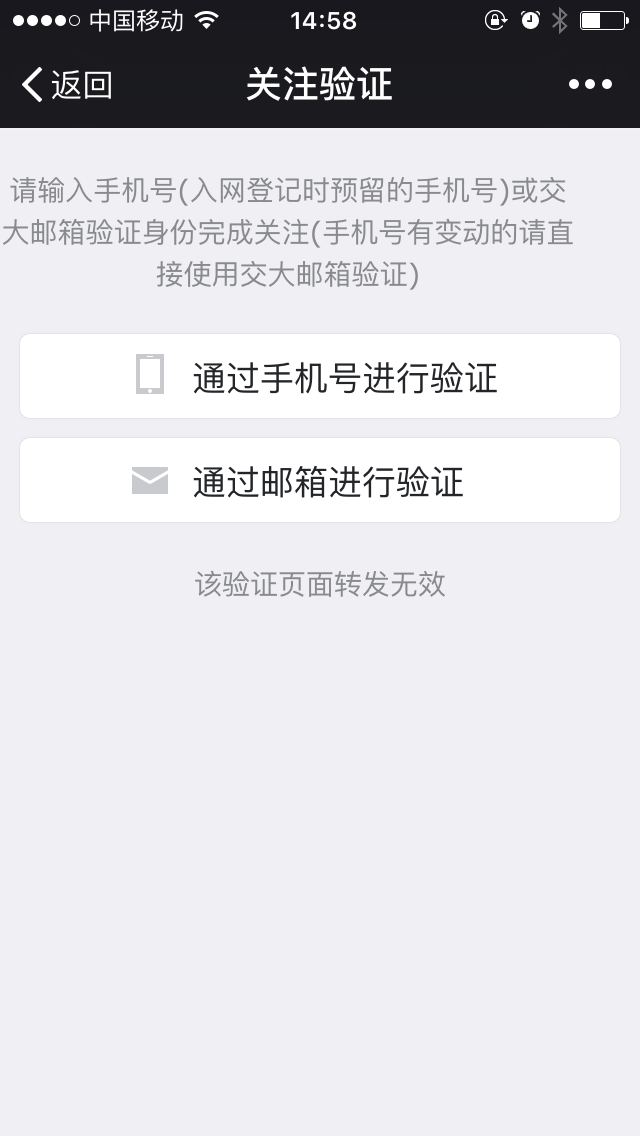 中国移动
14:58
返回
关注验证
请输入手机号(入网登记时预留的手机号)或交
大邮箱验证身份完成关注(手机号有变动的请直
接使用交大邮箱验证)
通过手机号进行验证
通过邮箱进行验证
该验证页面转发无效